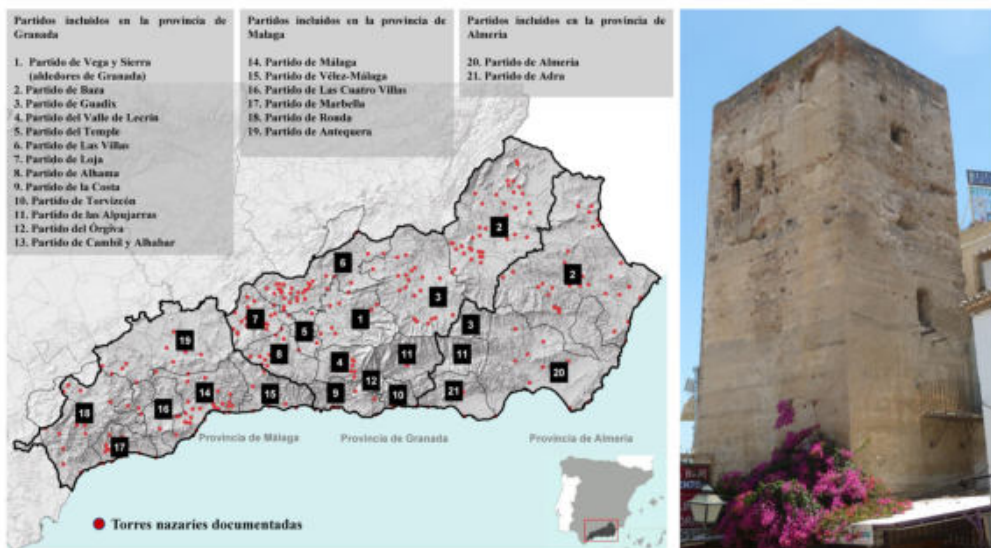 Partidos incluidos en la provincia de
Granada
1. Partido de Vega y Sierra
(aldedores de Granada)
2 Partido de Baza
3 Partido de Guadix
4 Partido del Valle de Lecrín
5 Partido del Temple
6 Partido de Las Villas
7 Partido de Loja
8 Partido de Alhama
9 Partido de la Costa
10 Partido de Torvizcón
11 Partido de las Alpujarras
12 Partido del Órgiva
13. Partido de Cambil y Alhabar
Partidos incluidos en la provincia de
Malaga
14. Partido de Málaga
15. Partido de Vélez-Málaga
16 Partido de Las Cuatro Villas
17 Partido de Marbella
18 Partido de Ronda
19. Partido de Antequera
Partidos incluidos en la provincia de
Almería
20. Partido de Almería
21. Partido de Adra
2
6
2
3
7
1
5
3
19
8
11
11
4
20
12
14
15
9
10
21
16
18
17
Provincia de Málaga
Provincia de Granada
Provincia de Almería
Torres nazaríes documentadas